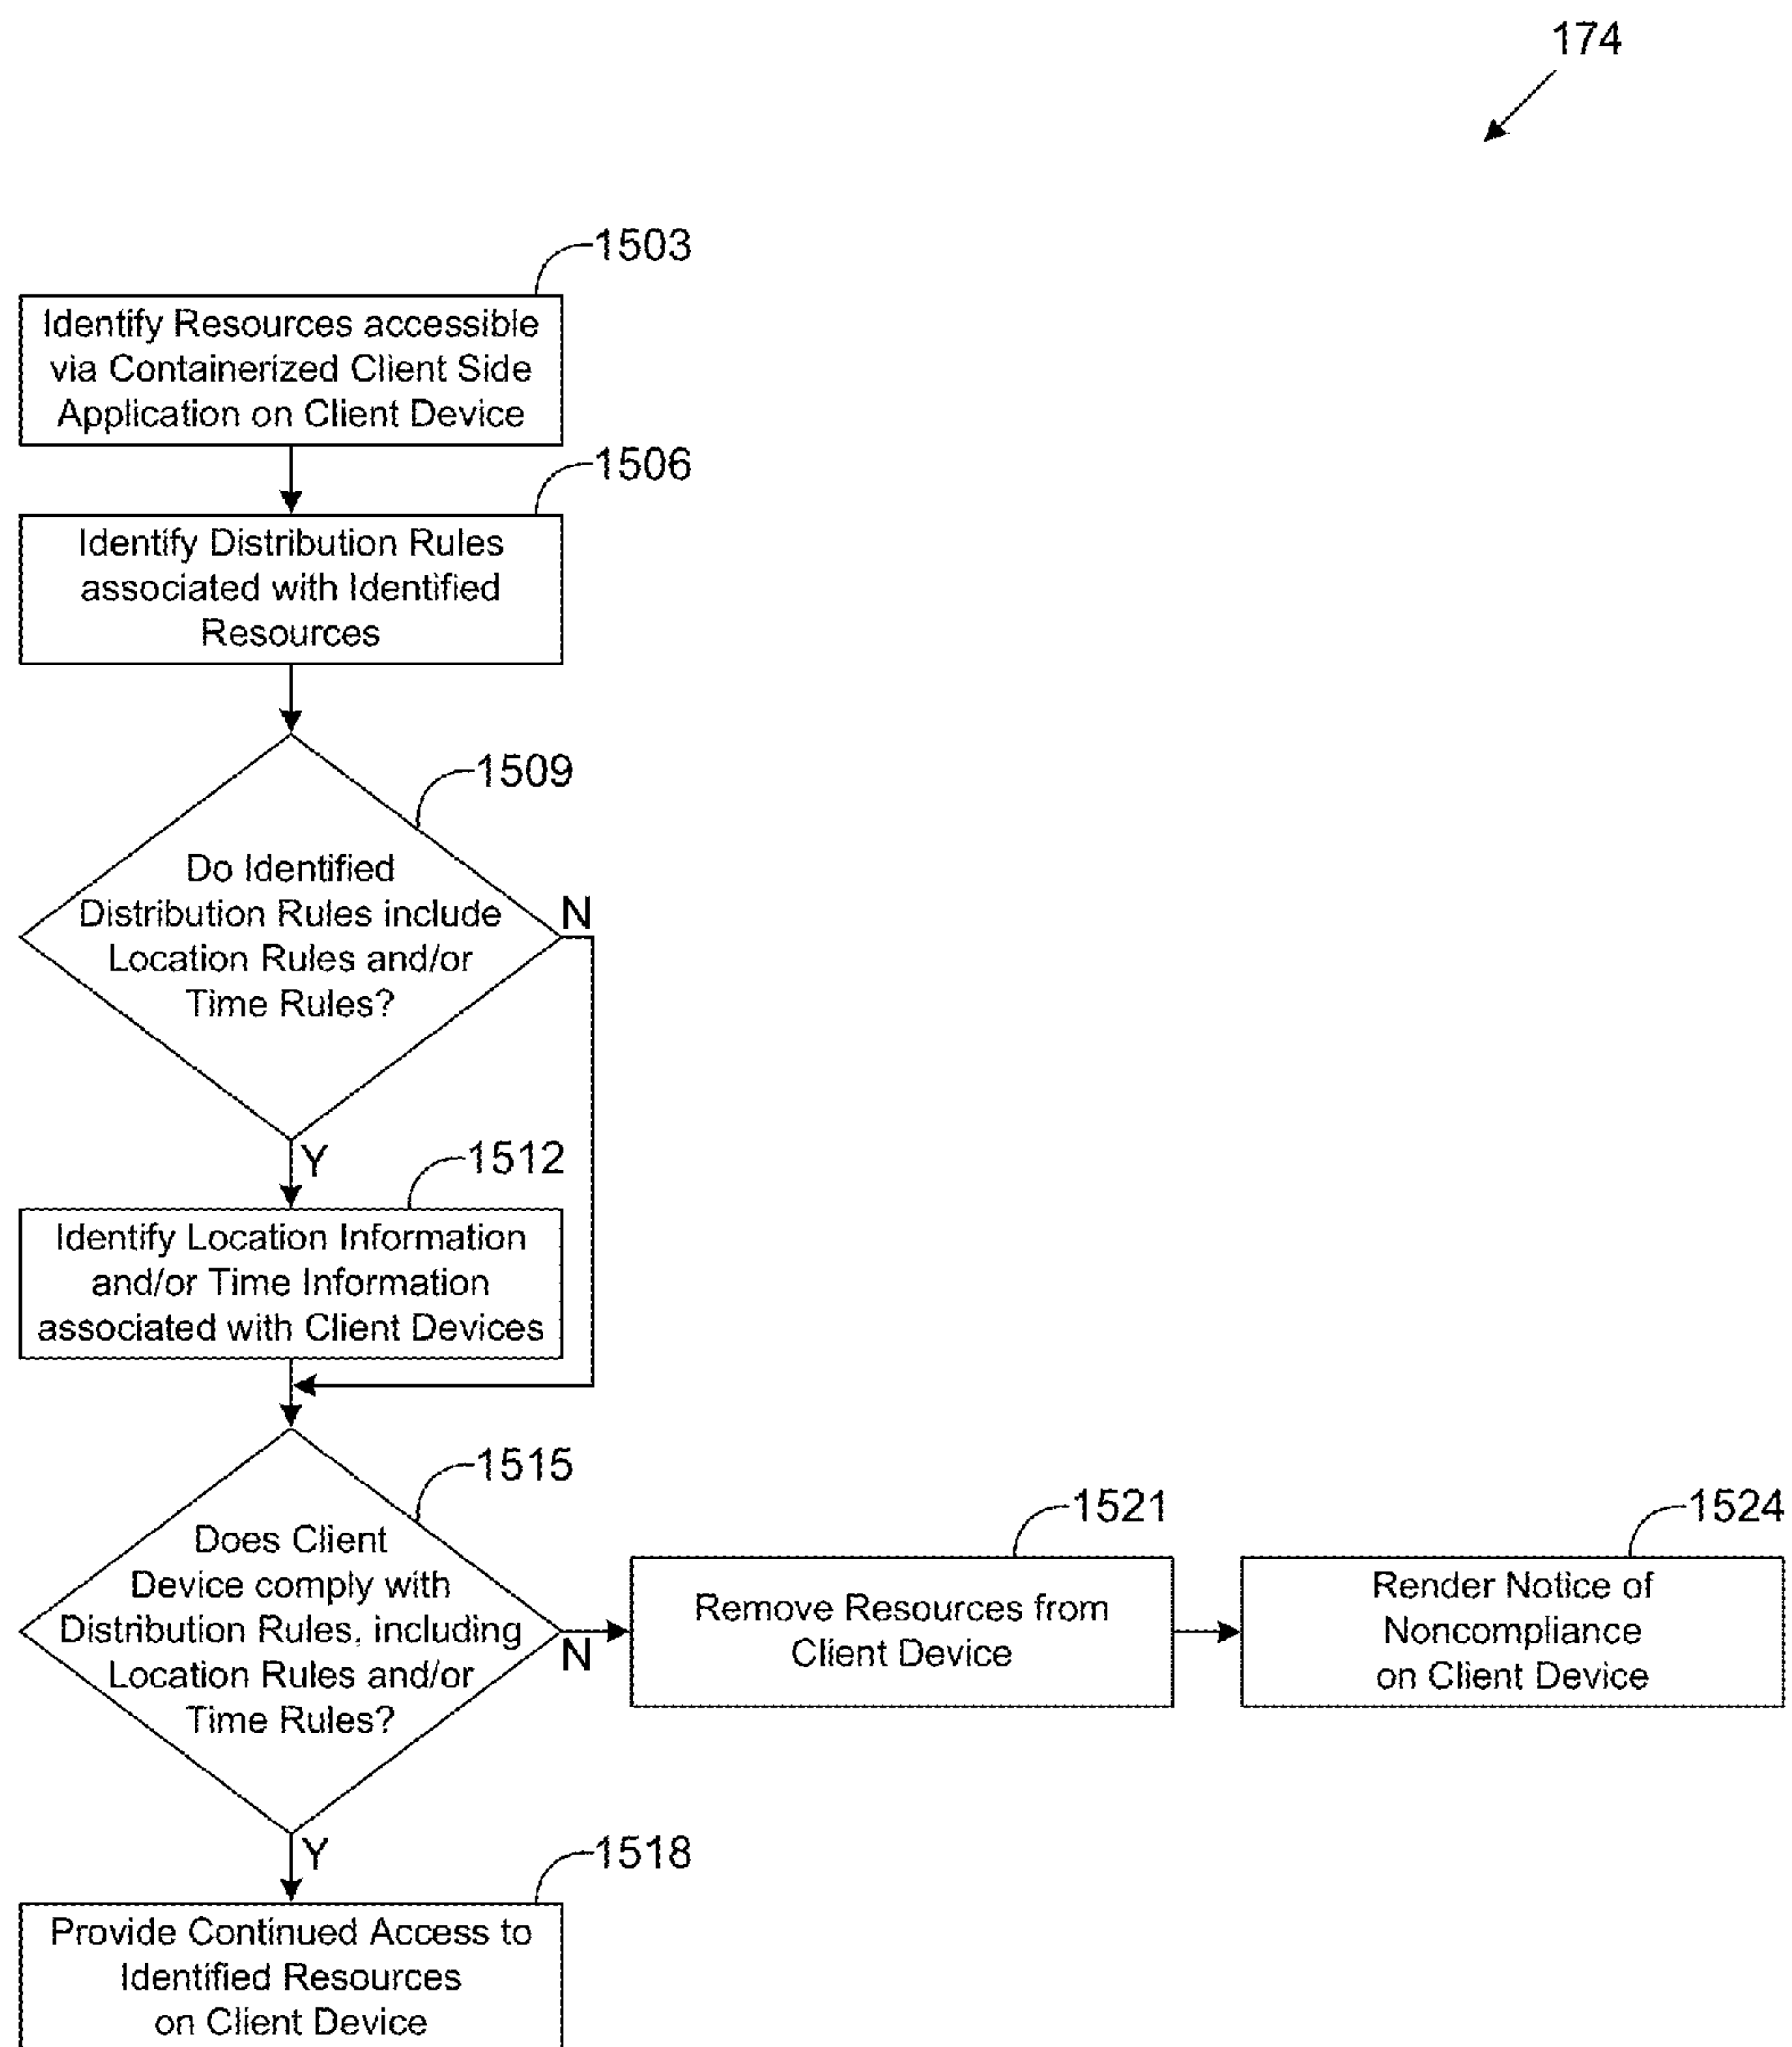 174
1503
Identify Resources accessible
via Containerized Client Side
Application on Client Device
1506
Identify Distribution Rules
associated with Identified
Resources
1509
Do Identified
Distribution Rules include
Location Rules and/or
Time Rules?
N
Y
1512
Identify Location Information
and/or Time Information
associated with Client Devices
1515
Does Client
Device comply with
Distribution Rules, including
Location Rules and/or
Time Rules?
N
1521
Remove Resources from
Client Device
1524
Render Notice of
Noncompliance
on Client Device
Y
1518
Provide Continued Access to
Identified Resources
on Client Device